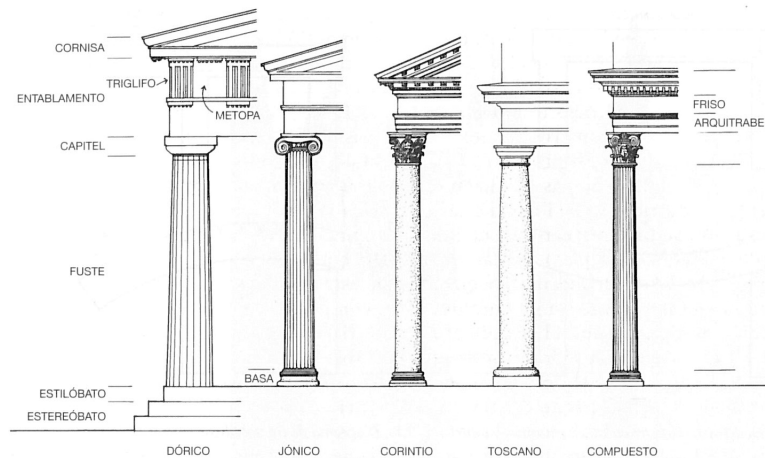 CORNISA
TRIGLIFO
ENTABLAMENTO
METOPA
FRISO
ARQUITRABE
CAPITEL
FUSTE
BASA
ESTILÓBATO
ESTEREÓBATO
DÓRICO
JÓNICO
CORINTIO
TOSCANO
COMPUESTO